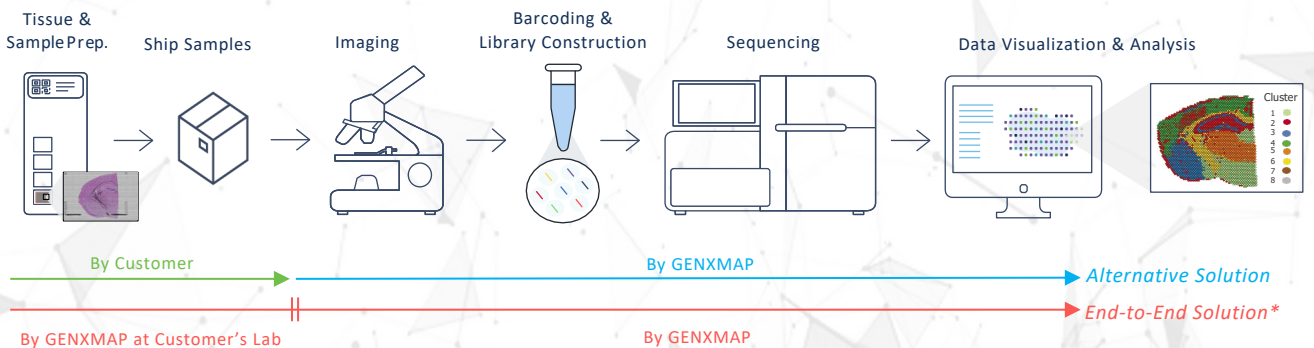 Tissue &
Sample Prep.
Ship Samples
Imaging
Barcoding &
Library Construction
Sequencing
Data Visualization & Analysis
Cluster
1
2
3
4
5
6
7
8
By Customer
By GENXMAP
Alternative Solution
End-to-End Solution*
By GENXMAP at Customer's Lab
By GENXMAP